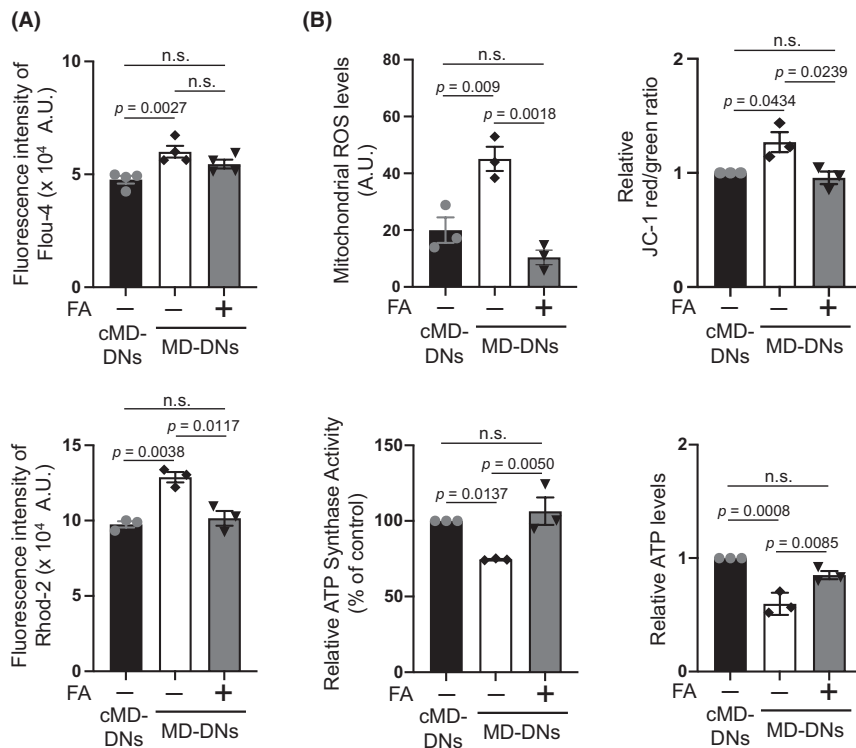 (A)
n.s.
n.s.
p = 0.0027
Fluorescence intensity of
Flou-4 (x 10⁴ A.U.)
10
5
0
FA
—
—
+
cMD-
DNs
MD-DNs
(B)
n.s.
p = 0.009
p = 0.0018
Mitochondrial ROS levels
(A.U.)
80
60
40
20
0
FA
—
—
+
cMD-
DNs
MD-DNs
n.s.
p = 0.0239
p = 0.0434
Relative
JC-1 red/green ratio
2
1
0
—
—
+
cMD-
DNs
MD-DNs
n.s.
p = 0.0117
p = 0.0038
Fluorescence intensity of
Rhod-2 (x 10⁴ A.U.)
15
10
5
0
FA
—
—
+
cMD-
DNs
MD-DNs
n.s.
p = 0.0050
p = 0.0137
Relative ATP Synthase Activity
(% of control)
150
100
50
0
FA
—
—
+
cMD-
DNs
MD-DNs
n.s.
p = 0.0008
p = 0.0085
Relative ATP levels
2
1
0
—
—
+
cMD-
DNs
MD-DNs